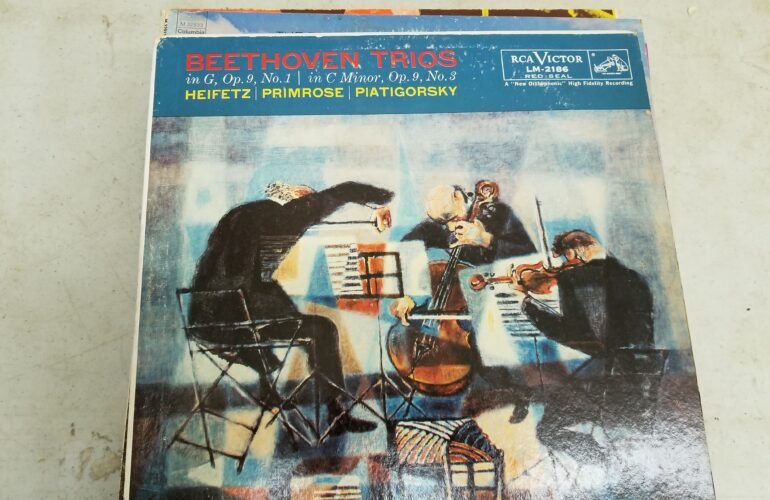 M 32933
Columbia
BEETHOVEN TRIOS
in G, Op. 9, No. 1 | in C Minor, Op. 9, No. 3
HEIFETZ | PRIMROSE | PIATIGORSKY
RCA VICTOR
LM-2186
RED SEAL
A "New Orthophonic" High Fidelity Recording